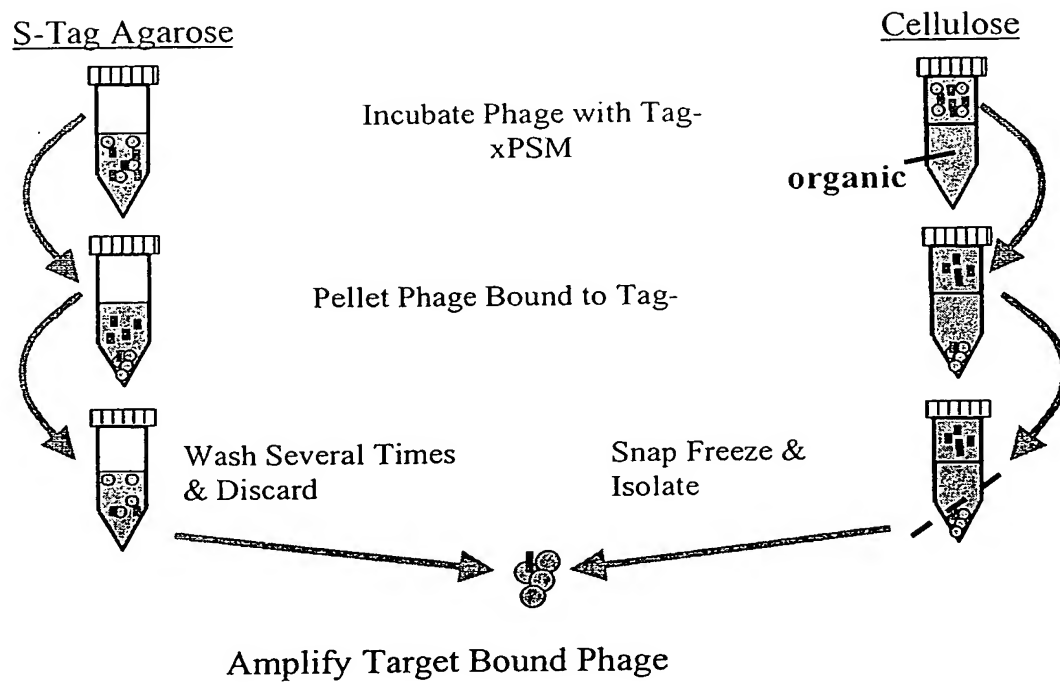 S-Tag Agarose
Cellulose
Incubate Phage with Tag-
xPSM
organic
Pellet Phage Bound to Tag-
Wash Several Times
& Discard
Snap Freeze &
Isolate
Amplify Target Bound Phage